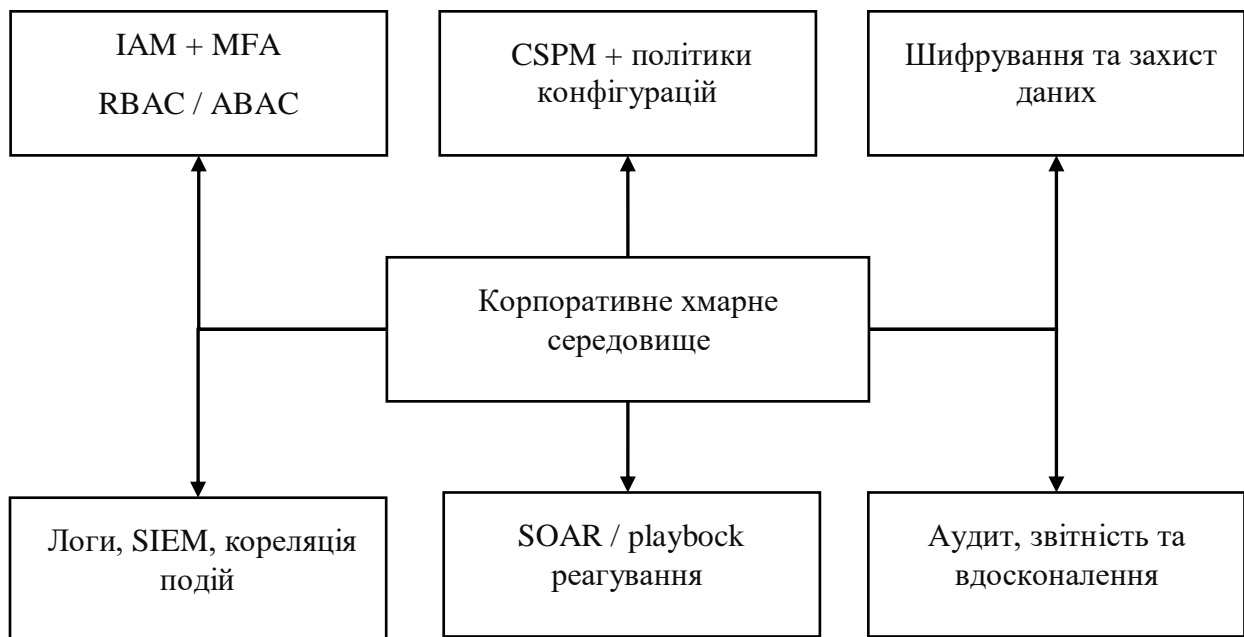 IAM + MFA
RBAC / ABAC
CSPM + політики
конфігурацій
Шифрування та захист
даних
Корпоративне хмарне
середовище
Логи, SIEM, кореляція
подій
SOAR / playbock
реагування
Аудит, звітність та
вдосконалення